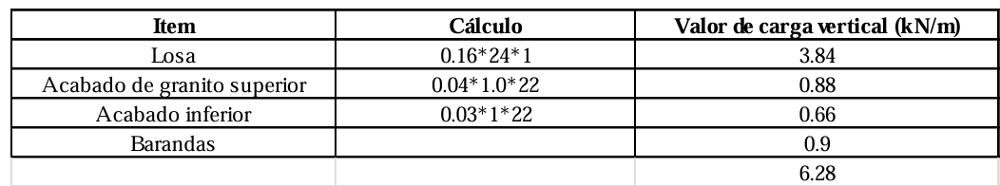 Item Cálculo Valor de carga vertical (kN/m)
Losa 0.16*24*1 3.84
Acabado de granito superior 0.04*1.0*22 0.88
Acabado inferior 0.03*1*22 0.66
Barandas 0.9
6.28